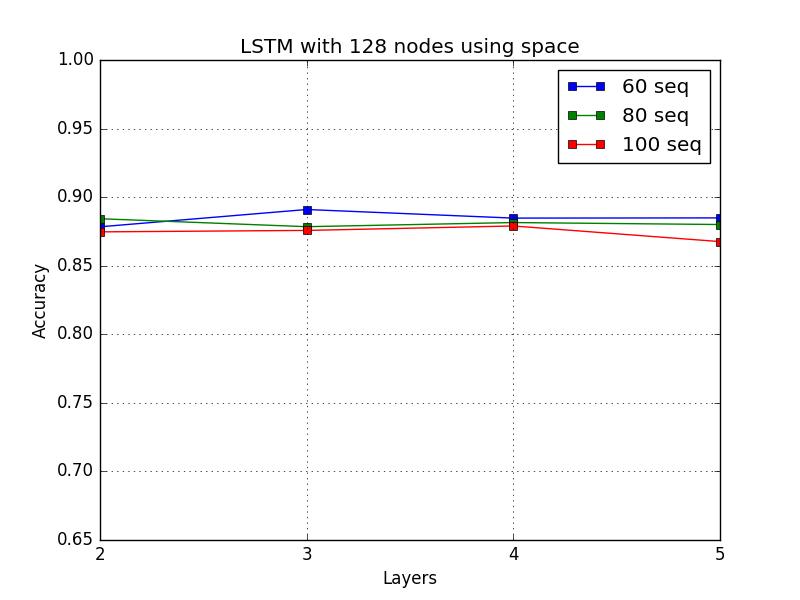 LSTM with 128 nodes using space
1.00
0.95
0.90
0.85
0.80
0.75
0.70
0.65
Accuracy
2 3 4 5
Layers
60 seq
80 seq
100 seq